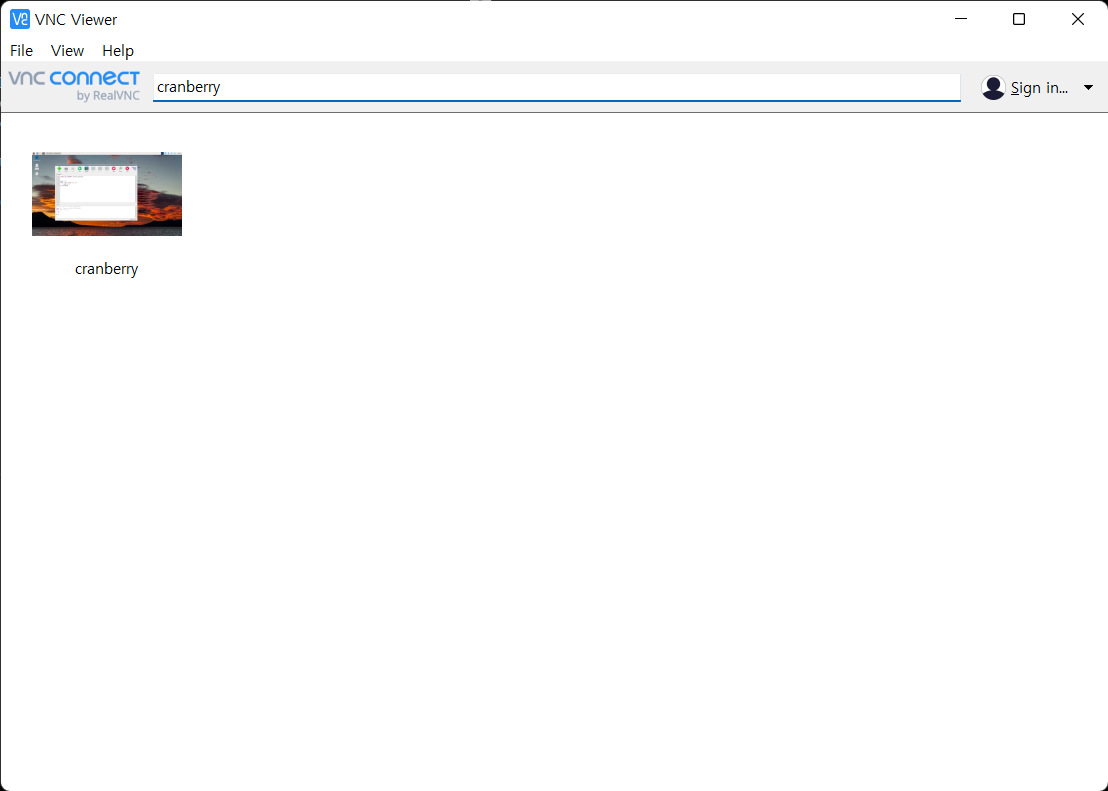 VNC Viewer
File View Help
vnc connect
by RealVNC
cranberry
Sign in...
cranberry